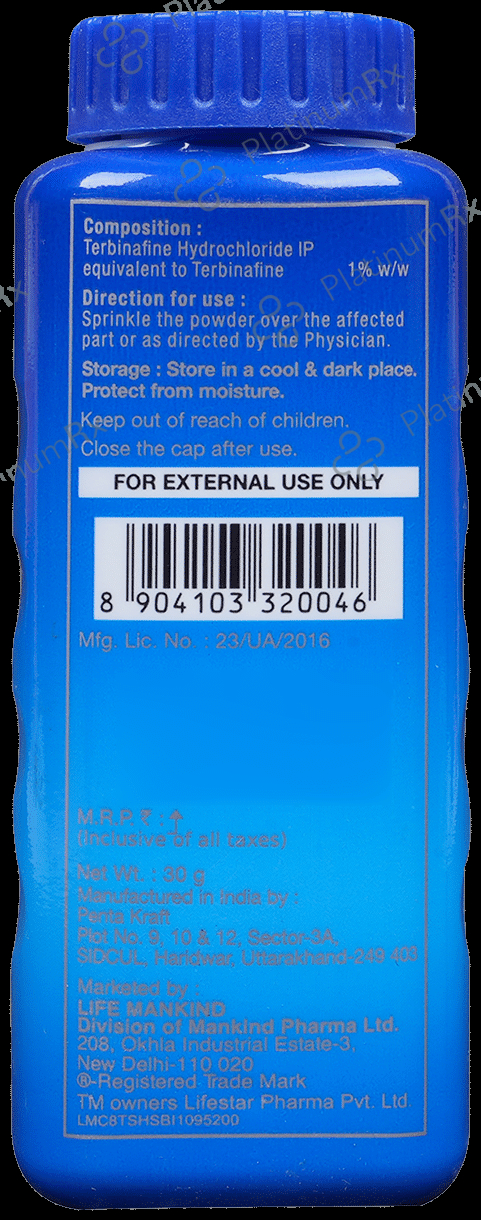 Composition :
Terbinafine Hydrochloride IP
equivalent to Terbinafine 1% w/w
Direction for use :
Sprinkle the powder over the affected
part or as directed by the Physician.
Storage : Store in a cool & dark place.
Protect from moisture.
Keep out of reach of children.
Close the cap after use.
FOR EXTERNAL USE ONLY
8 904103 320046
Mfg. Lic. No. : 23/UA/2016
M.R.P. ₹ : ↑
(Inclusive of all taxes)
Net Wt. : 30 g
Manufactured in India by :
Penta Kraft
Plot No. 9, 10 & 12, Sector-3A,
SIDCUL, Haridwar, Uttarakhand-249 403
Marketed by :
LIFE MANKIND
Division of Mankind Pharma Ltd.
208, Okhla Industrial Estate-3,
New Delhi-110 020
®-Registered Trade Mark
TM owners Lifestar Pharma Pvt. Ltd.
LMC8TSHSBI1095200
PlatinumRx
PlatinumRx
PlatinumRx
PlatinumRx